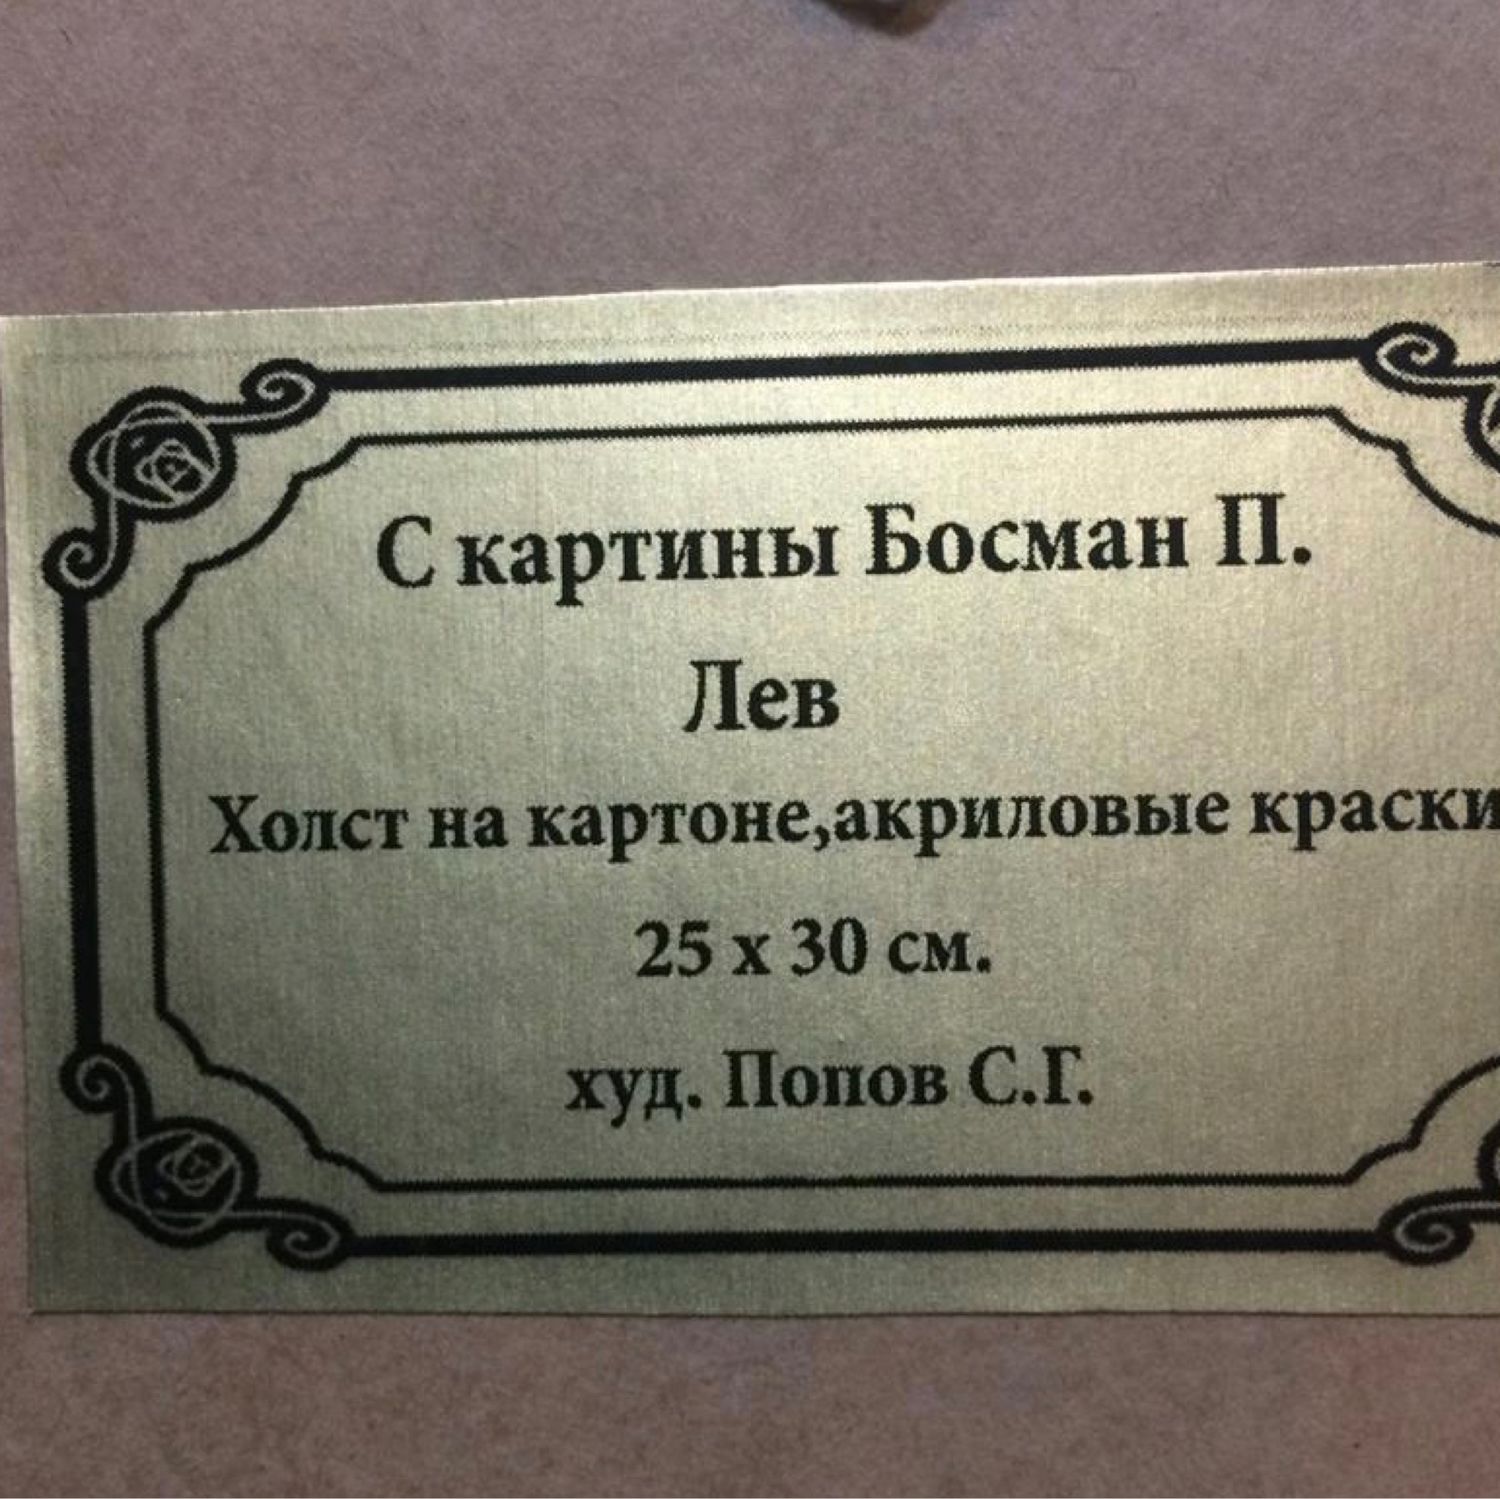 С картины Босман П.
Лев
Холст на картоне,акриловые краски
25 х 30 см.
худ. Попов С.Г.